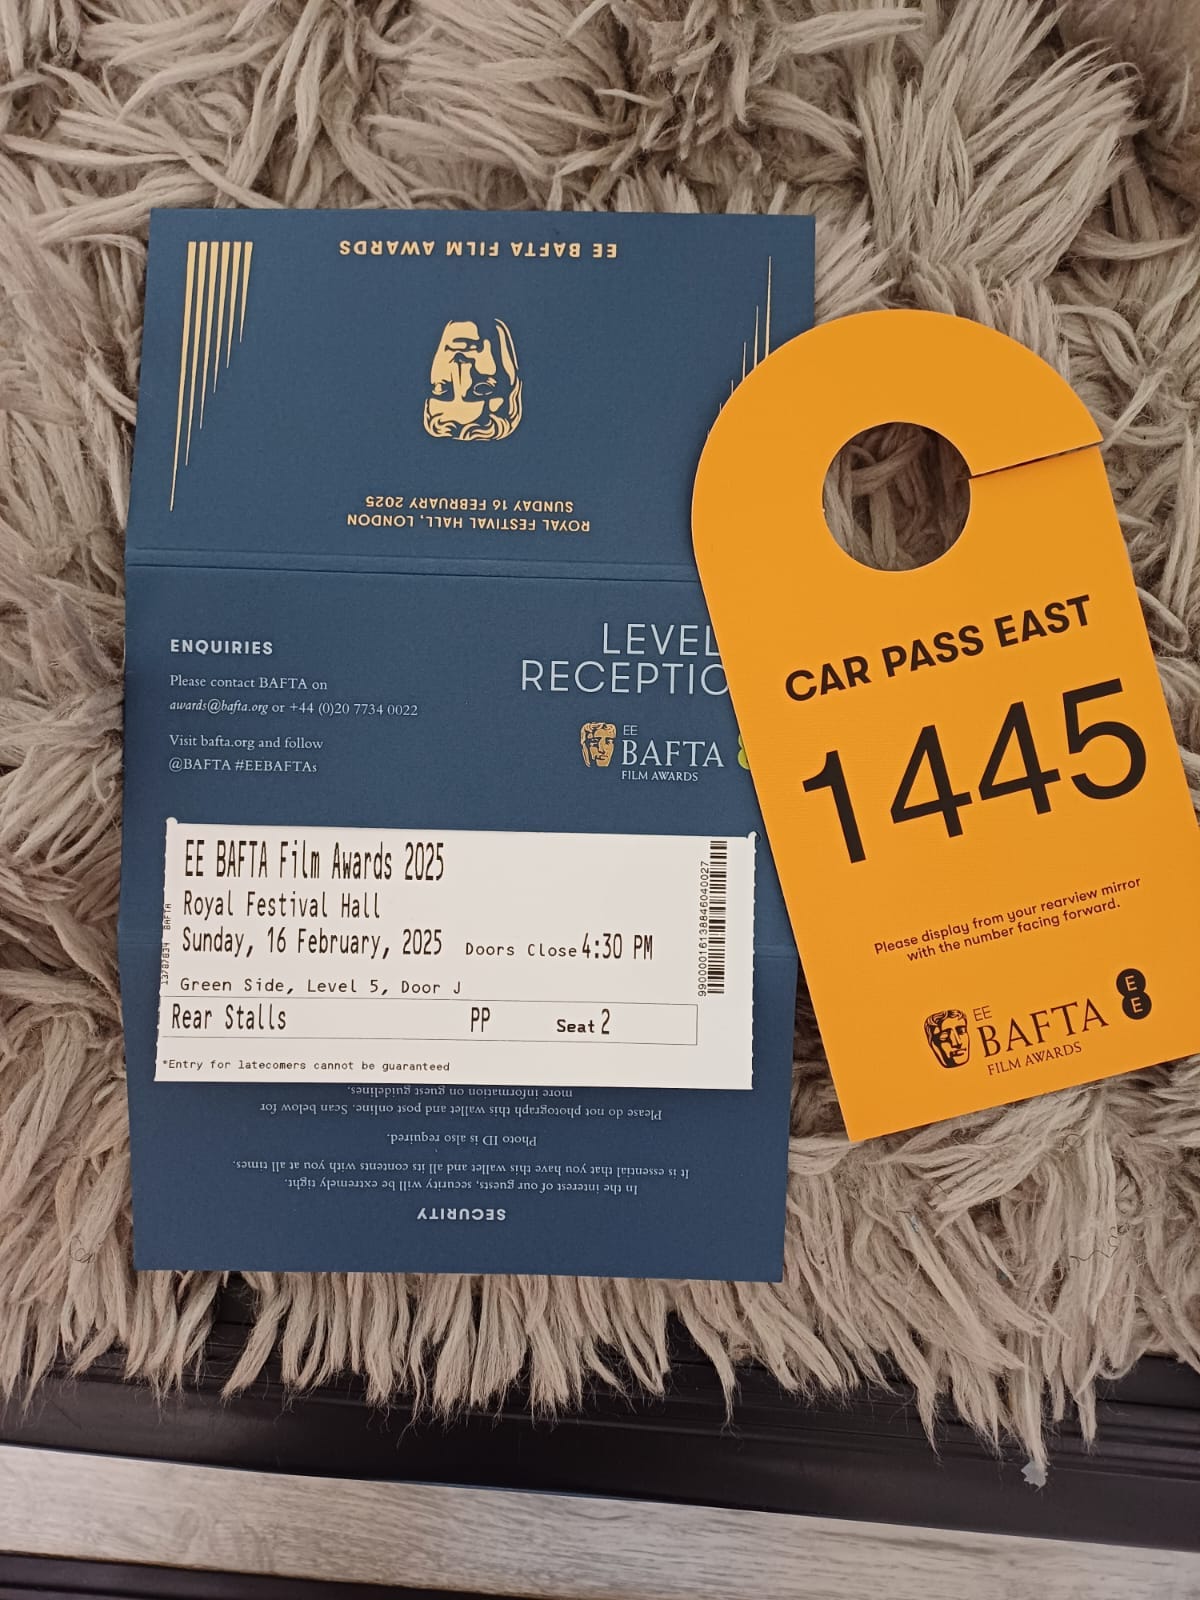 EE BAFTA FILM AWARDS
ROYAL FESTIVAL HALL, LONDON
SUNDAY 16 FEBRUARY 2025
ENQUIRIES
Please contact BAFTA on
awards@bafta.org or +44 (0)20 7734 0022
Visit bafta.org and follow
@BAFTA #EEBAFTAs
LEVEL
RECEPTIO
EE
BAFTA
FILM AWARDS
EE BAFTA Film Awards 2025
Royal Festival Hall
Sunday, 16 February, 2025 Doors Close 4:30 PM
Green Side, Level 5, Door J
Rear Stalls PP Seat 2
*Entry for latecomers cannot be guaranteed
13787834 BAFTA
99000016138846040027
SECURITY
In the interest of our guests, security will be extremely tight.
It is essential that you have this wallet and all its contents with you at all times.
Photo ID is also required.
Please do not photograph this wallet and post online. Scan below for
more information on guest guidelines.
CAR PASS EAST
1445
Please display from your rearview mirror
with the number facing forward.
EE
BAFTA
FILM AWARDS
EE